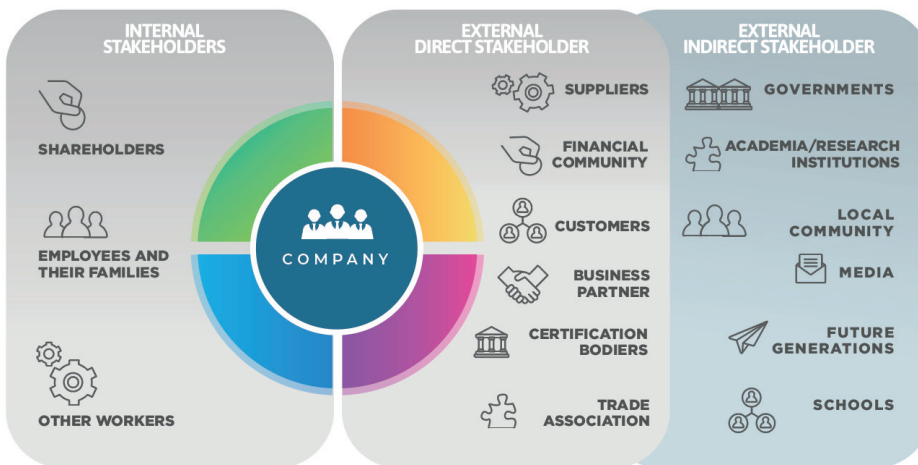 INTERNAL
STAKEHOLDERS
SHAREHOLDERS
EMPLOYEES AND
THEIR FAMILIES
OTHER WORKERS
COMPANY
EXTERNAL
DIRECT STAKEHOLDER
SUPPLIERS
FINANCIAL
COMMUNITY
CUSTOMERS
BUSINESS
PARTNER
CERTIFICATION
BODIERS
TRADE
ASSOCIATION
EXTERNAL
INDIRECT STAKEHOLDER
GOVERNMENTS
ACADEMIA/RESEARCH
INSTITUTIONS
LOCAL
COMMUNITY
MEDIA
FUTURE
GENERATIONS
SCHOOLS